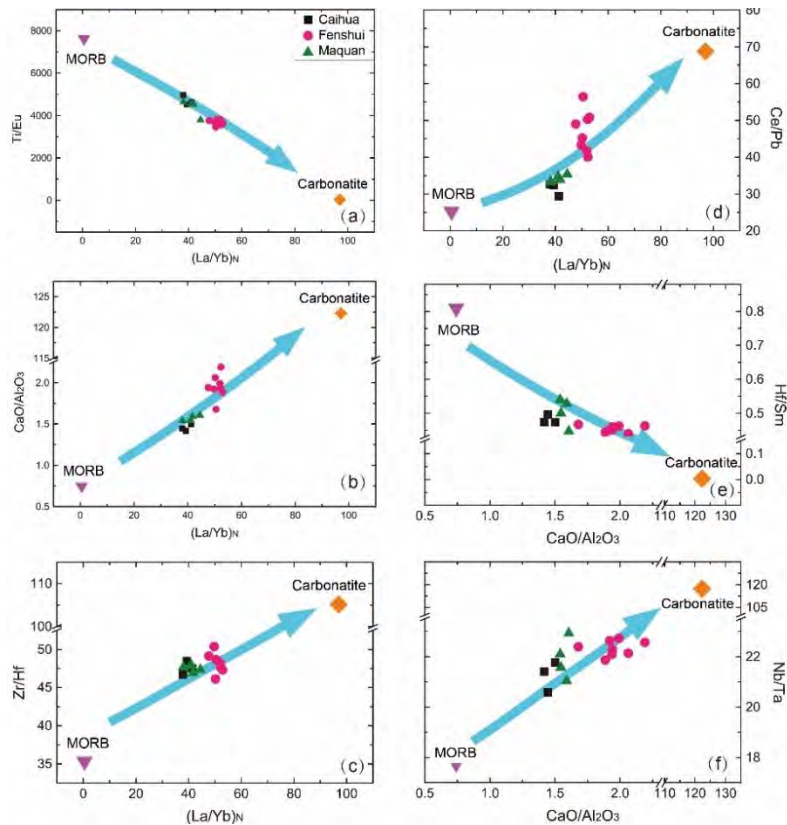 Caihua
Fenshui
Maquan
8000
6000
4000
2000
0
Ti/Eu
MORB
Carbonatite
(a)
0
20
40
60
80
100
(La/Yb)N
Carbonatite
MORB
(d)
80
70
60
50
40
30
20
Ce/Pb
0
20
40
60
80
100
(La/Yb)N
125
120
115
2.0
1.5
1.0
0.5
CaO/Al2O3
Carbonatite
MORB
(b)
0
20
40
60
80
100
(La/Yb)N
MORB
Carbonatite
(e)
0.8
0.7
0.6
0.5
0.4
0.0
Hf/Sm
0.5
1.0
1.5
2.0
110
120
130
CaO/Al2O3
110
105
100
50
45
40
35
Zr/Hf
Carbonatite
MORB
(c)
0
20
40
60
80
100
(La/Yb)N
Carbonatite
MORB
(f)
120
105
22
20
18
Nb/Ta
0.5
1.0
1.5
2.0
110
120
130
CaO/Al2O3